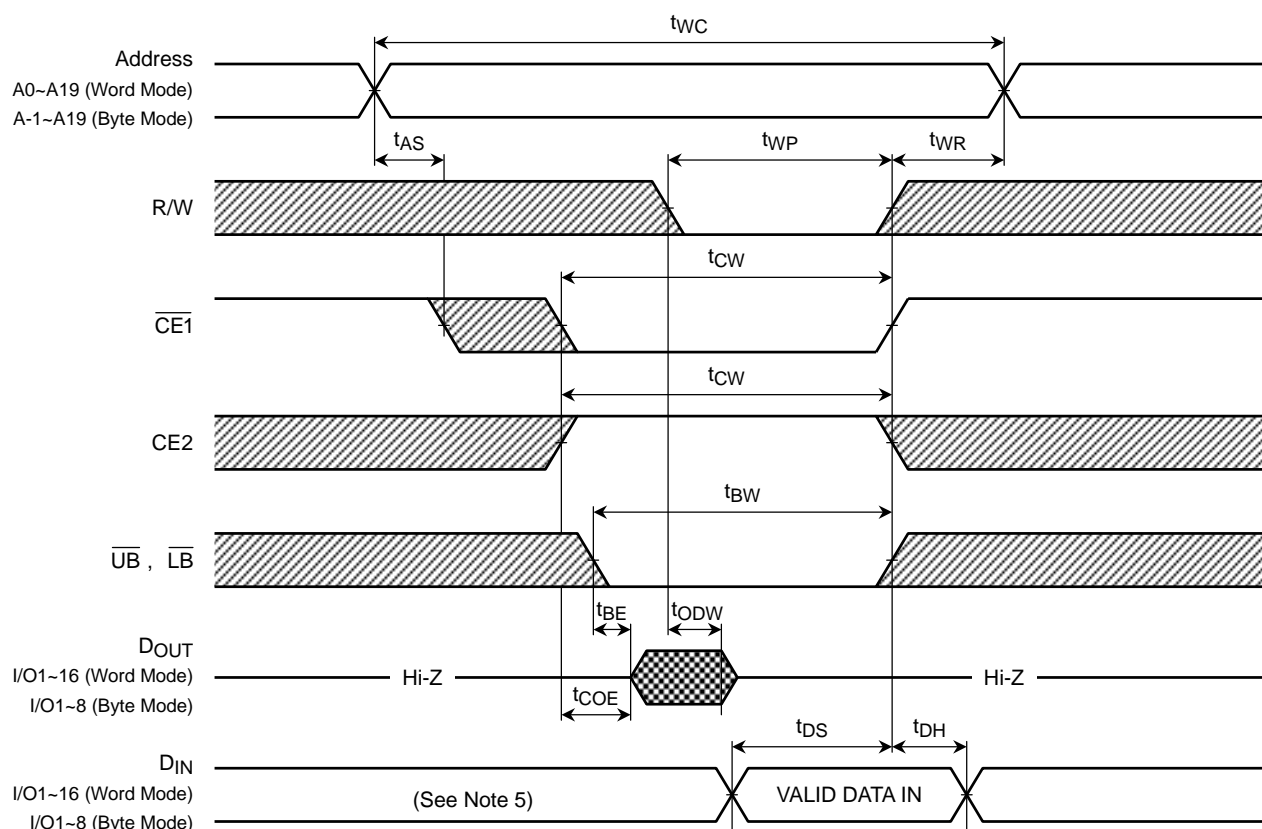 tWC
Address
A0~A19 (Word Mode)
A-1~A19 (Byte Mode)
tAS
tWP
tWR
R/W
tCW
CE1
tCW
CE2
tBW
UB , LB
tBE
tODW
DOUT
I/O1~16 (Word Mode)
Hi-Z
Hi-Z
I/O1~8 (Byte Mode)
tCOE
tDS
tDH
DIN
I/O1~16 (Word Mode)
(See Note 5)
VALID DATA IN
I/O1~8 (Byte Mode)